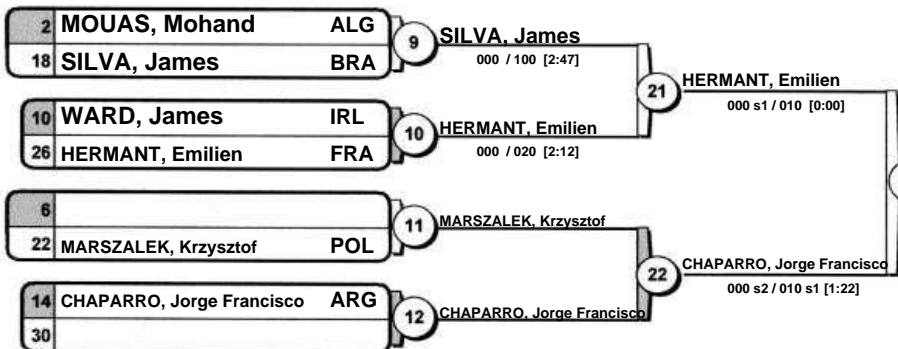 2 MOUAS, Mohand ALG
18 SILVA, James BRA
9
SILVA, James
000 / 100 [2:47]
10 WARD, James IRL
26 HERMANT, Emilien FRA
10
HERMANT, Emilien
000 / 020 [2:12]
21
HERMANT, Emilien
000 s1 / 010 [0:00]
6
22 MARSZALEK, Krzysztof POL
11
MARSZALEK, Krzysztof
14 CHAPARRO, Jorge Francisco ARG
30
12
CHAPARRO, Jorge Francisco
22
CHAPARRO, Jorge Francisco
000 s2 / 010 s1 [1:22]